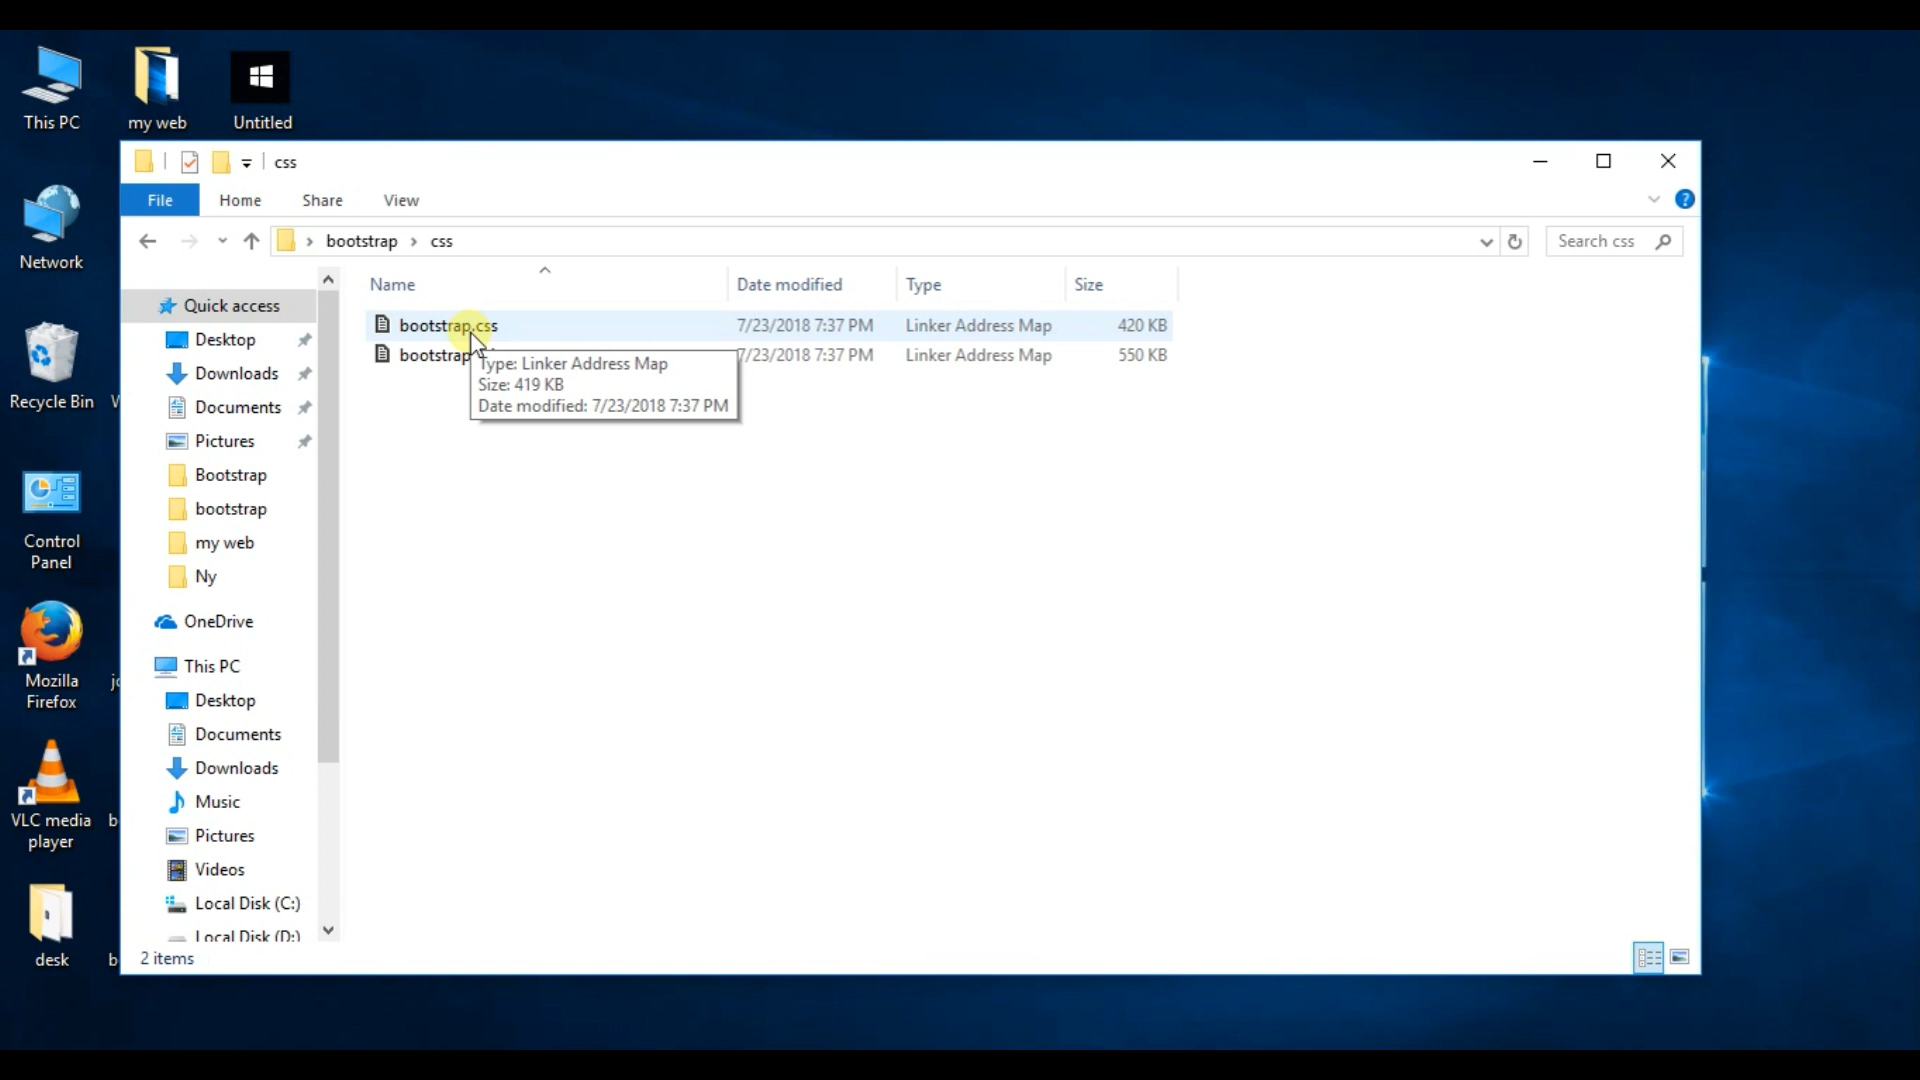 This PC
my web
Untitled
css
File
Home
Share
View
bootstrap
css
Search css
Network
Name
Date modified
Type
Size
Quick access
bootstrap.css
7/23/2018 7:37 PM
Linker Address Map
420 KB
Desktop
bootstrap
7/23/2018 7:37 PM
Linker Address Map
550 KB
Type: Linker Address Map
Size: 419 KB
Date modified: 7/23/2018 7:37 PM
Downloads
Recycle Bin
Documents
Pictures
Bootstrap
bootstrap
Control
Panel
my web
Ny
OneDrive
This PC
Mozilla
Firefox
Desktop
Documents
Downloads
Music
VLC media
player
Pictures
Videos
Local Disk (C:)
Local Disk (D:)
desk
2 items